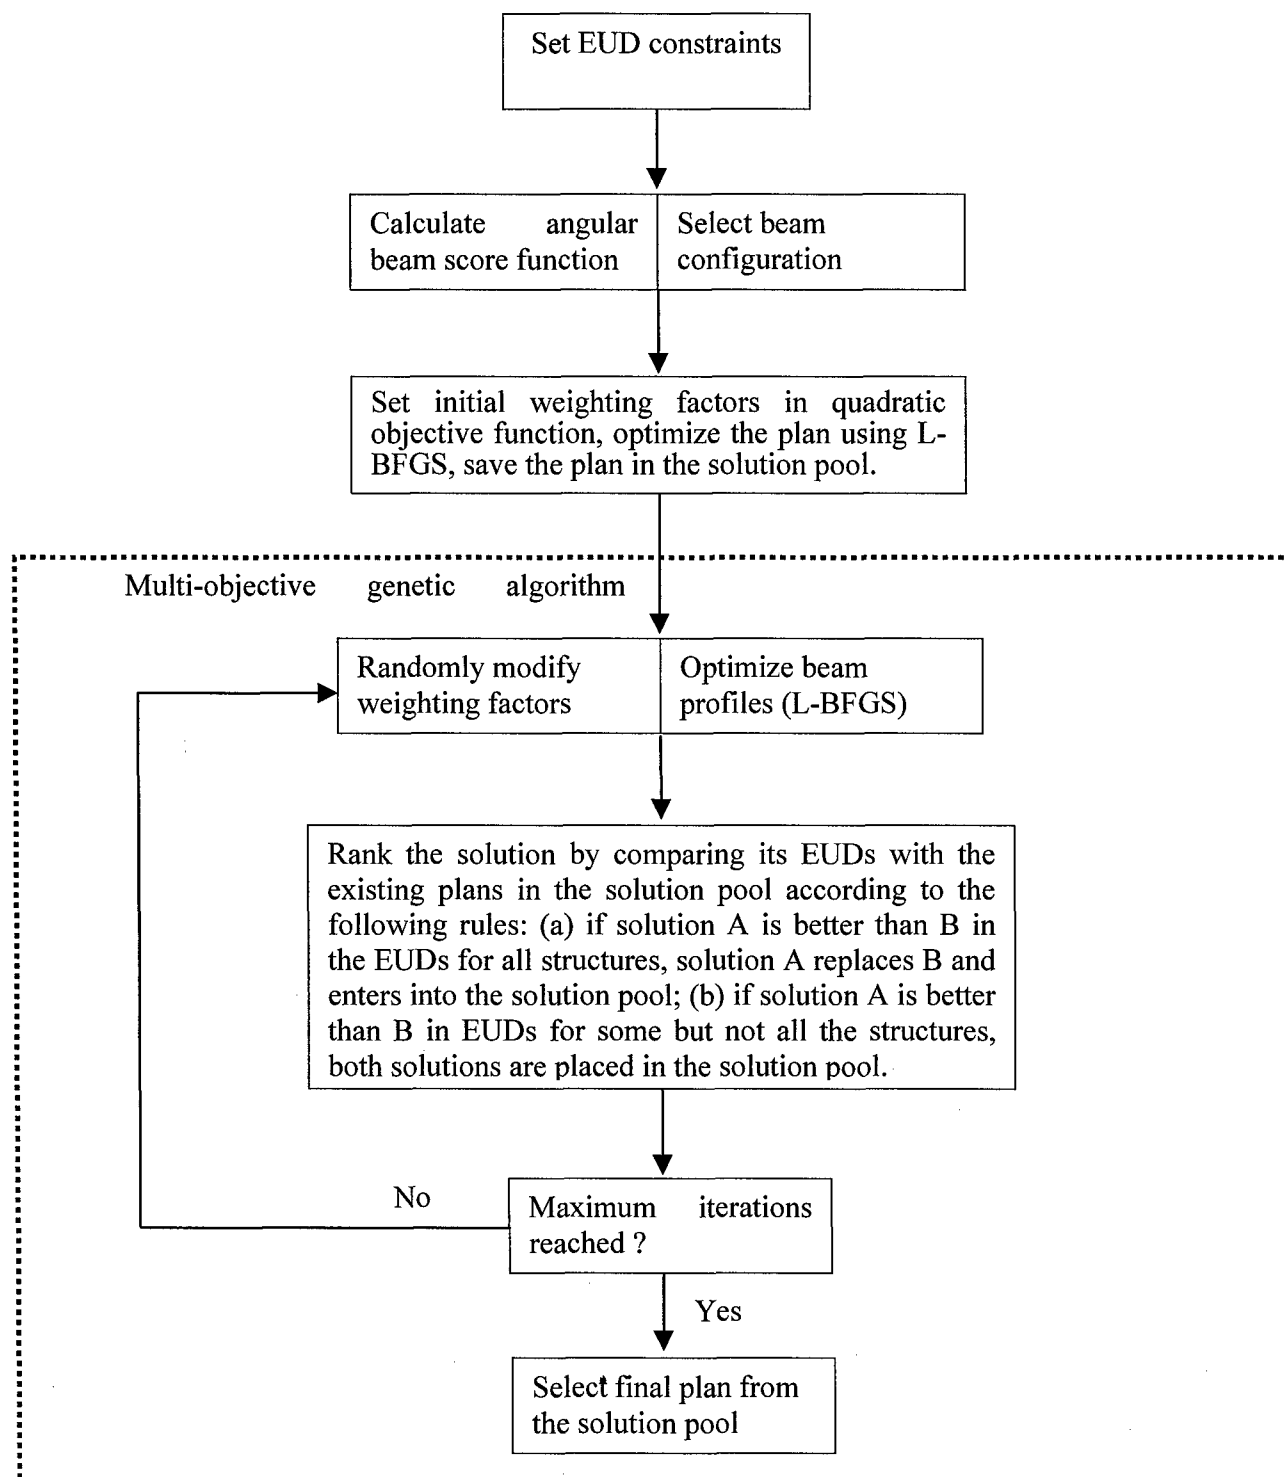 Set EUD constraints
Calculate angular
beam score function
Select beam
configuration
Set initial weighting factors in quadratic
objective function, optimize the plan using L-
BFGS, save the plan in the solution pool.
Multi-objective genetic algorithm
Randomly modify
weighting factors
Optimize beam
profiles (L-BFGS)
Rank the solution by comparing its EUDs with the
existing plans in the solution pool according to the
following rules: (a) if solution A is better than B in
the EUDs for all structures, solution A replaces B and
enters into the solution pool; (b) if solution A is better
than B in EUDs for some but not all the structures,
both solutions are placed in the solution pool.
No
Maximum iterations
reached ?
Yes
Select final plan from
the solution pool